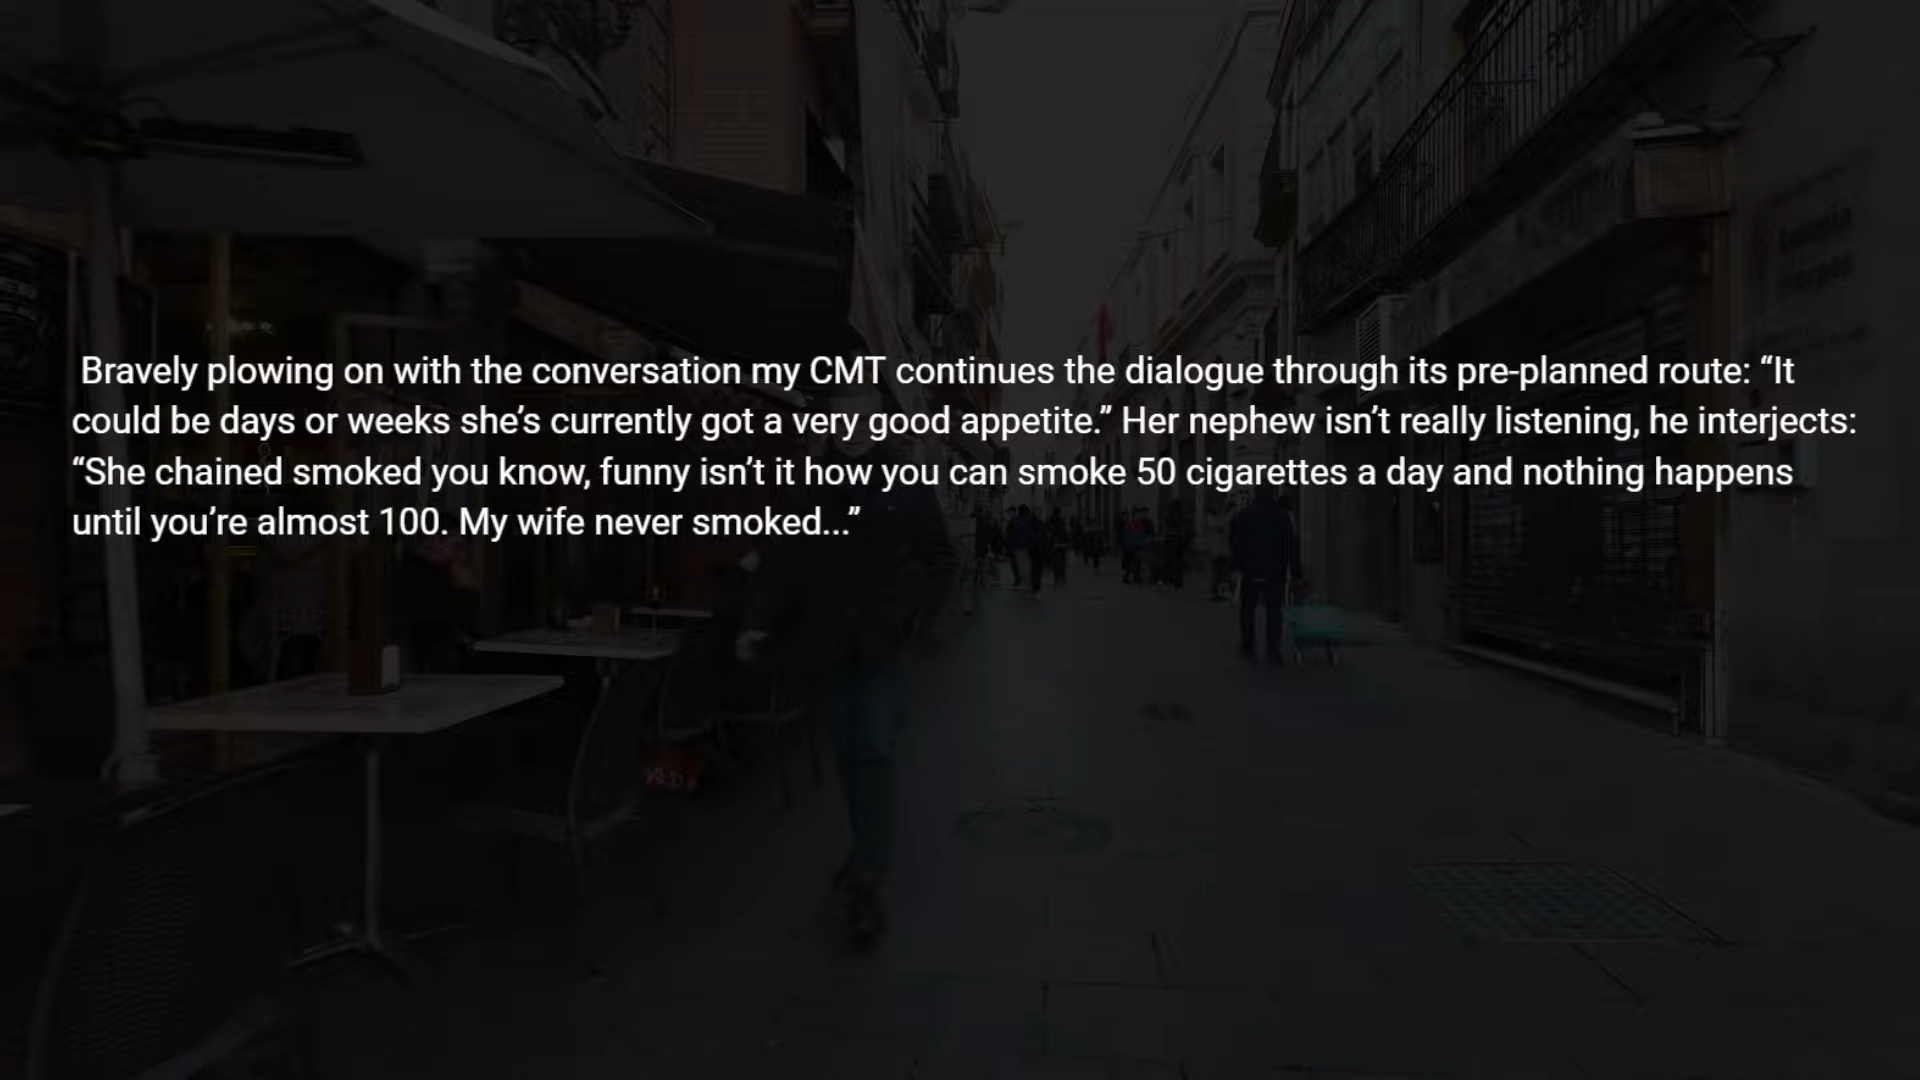 Bravely plowing on with the conversation my CMT continues the dialogue through its pre-planned route: “It
could be days or weeks she’s currently got a very good appetite.” Her nephew isn’t really listening, he interjects:
“She chained smoked you know, funny isn’t it how you can smoke 50 cigarettes a day and nothing happens
until you’re almost 100. My wife never smoked...”